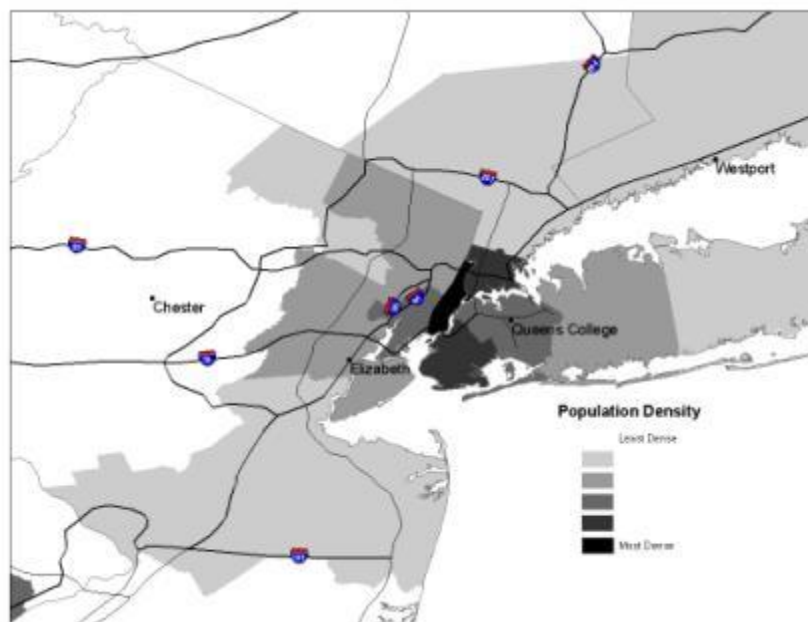 Westport
Chester
Queens College
Elizabeth
Population Density
Least Dense
Most Dense